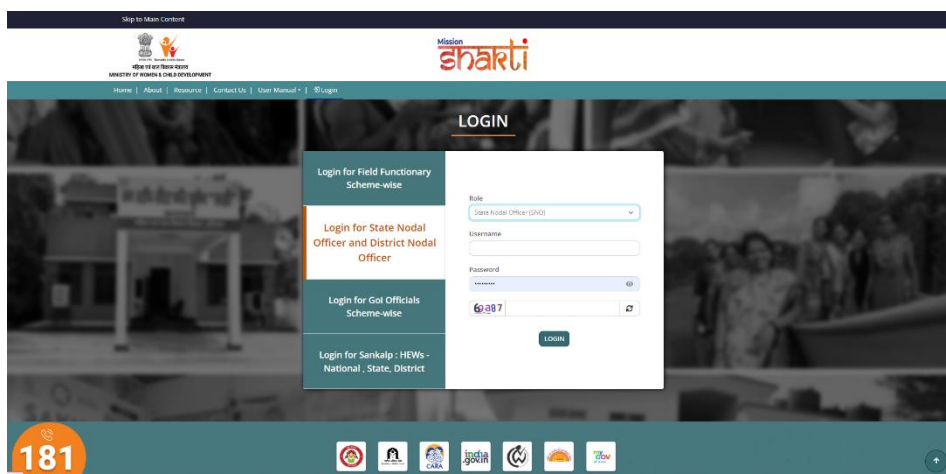 Skip to Main Content
महिला एवं बाल विकास मंत्रालय
MINISTRY OF WOMEN & CHILD DEVELOPMENT
Mission
Shakti
Home | About | Resource | Contact Us | User Manual | Login
LOGIN
Login for Field Functionary
Scheme-wise
Login for State Nodal
Officer and District Nodal
Officer
Login for GoI Officials
Scheme-wise
Login for Sankalp : HEWs -
National , State, District
Role
State Nodal Officer (SNO)
Username
Password
LOGIN
181
CARA
india
.gov.in